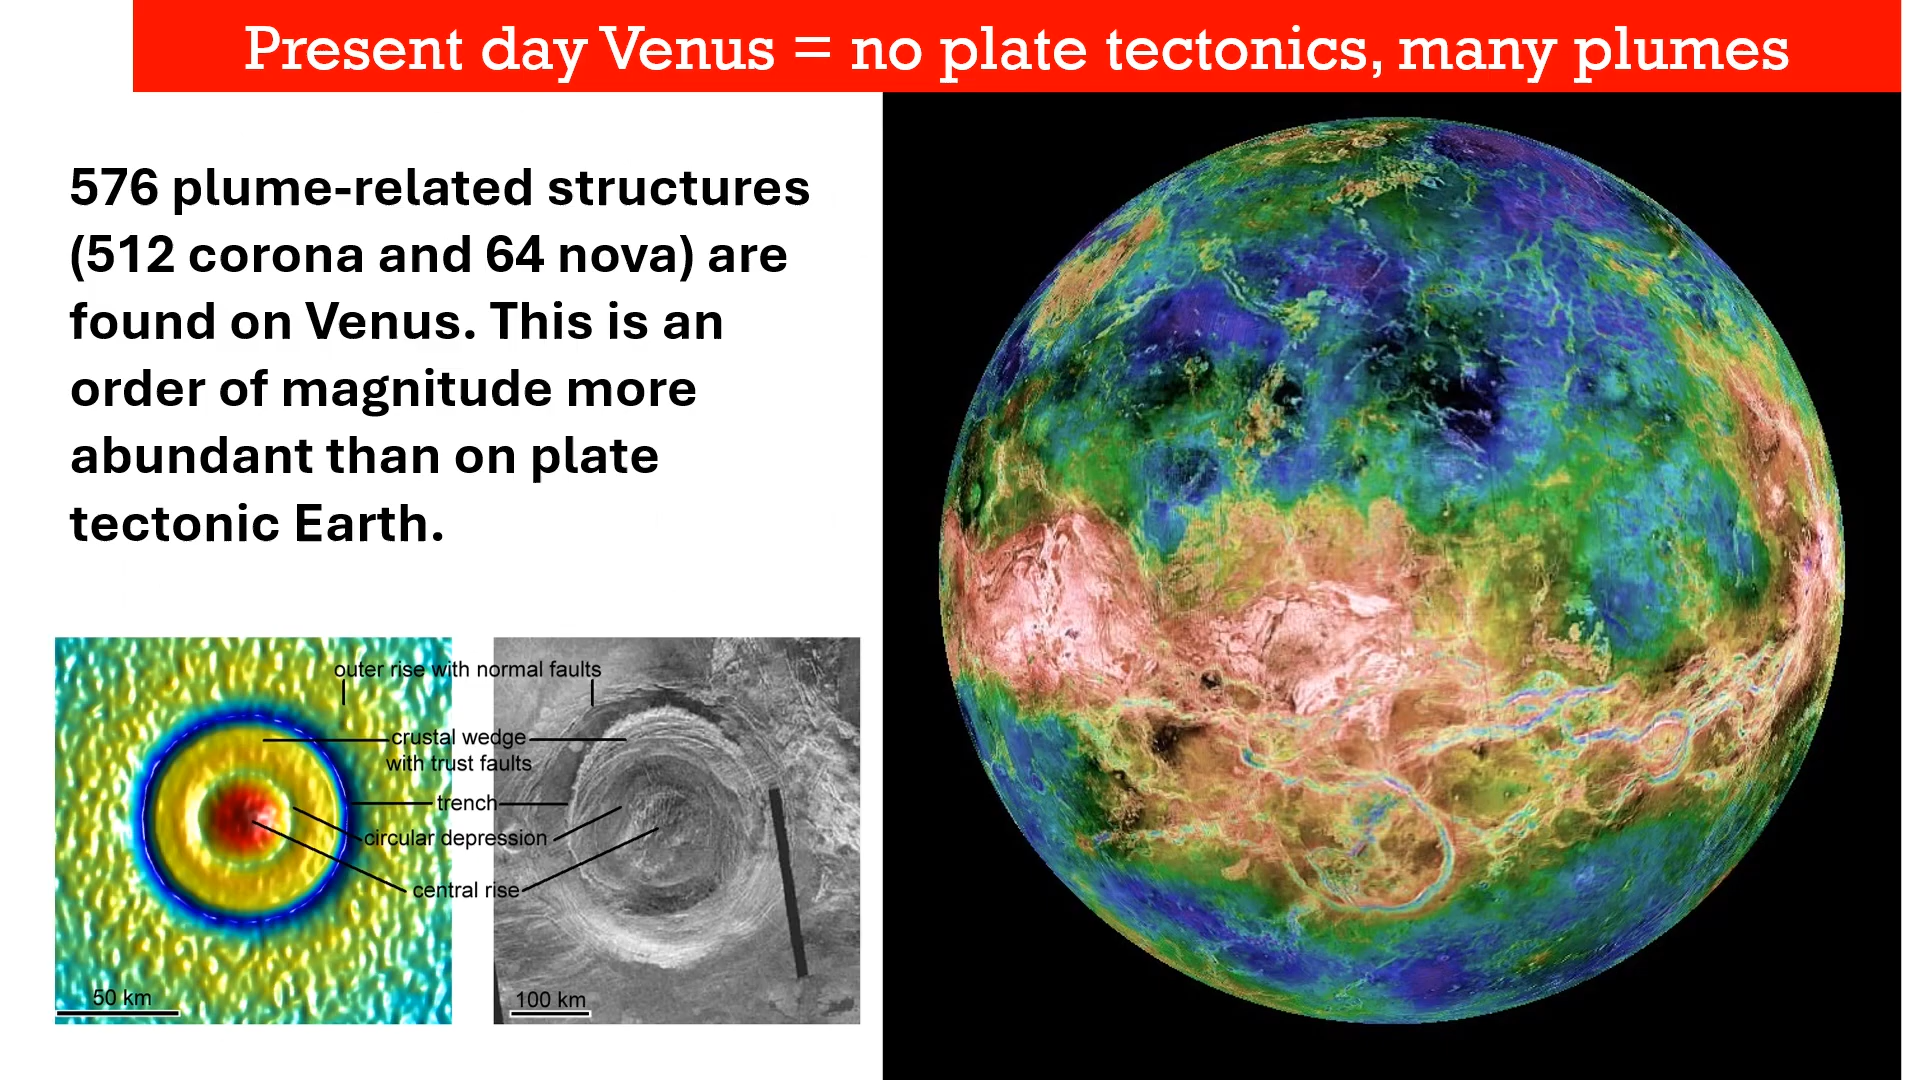 Present day Venus = no plate tectonics, many plumes
576 plume-related structures
(512 corona and 64 nova) are
found on Venus. This is an
order of magnitude more
abundant than on plate
tectonic Earth.
outer rise with normal faults
crustal wedge
with trust faults
trench
circular depression
central rise
50 km
100 km